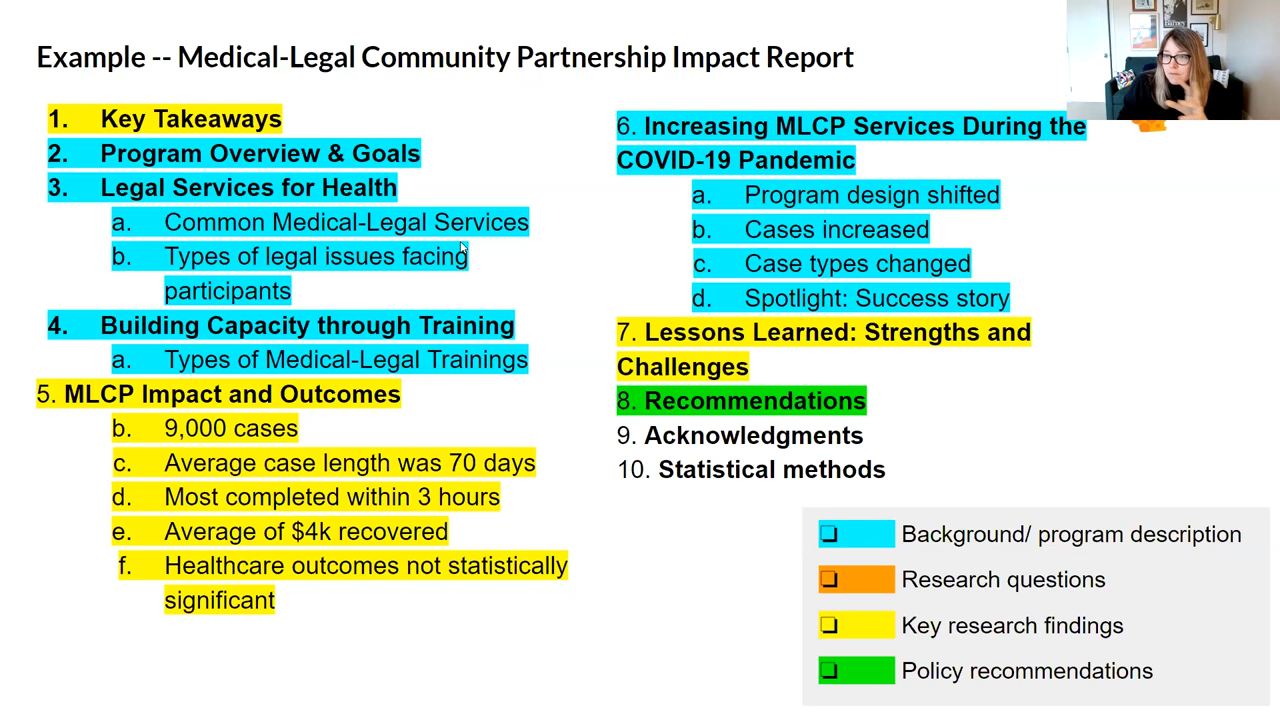 Example -- Medical-Legal Community Partnership Impact Report
1. Key Takeaways
2. Program Overview & Goals
3. Legal Services for Health
a. Common Medical-Legal Services
b. Types of legal issues facing
participants
4. Building Capacity through Training
a. Types of Medical-Legal Trainings
5. MLCP Impact and Outcomes
b. 9,000 cases
c. Average case length was 70 days
d. Most completed within 3 hours
e. Average of $4k recovered
f. Healthcare outcomes not statistically
significant
6. Increasing MLCP Services During the
COVID-19 Pandemic
a. Program design shifted
b. Cases increased
c. Case types changed
d. Spotlight: Success story
7. Lessons Learned: Strengths and
Challenges
8. Recommendations
9. Acknowledgments
10. Statistical methods
Background/ program description
Research questions
Key research findings
Policy recommendations